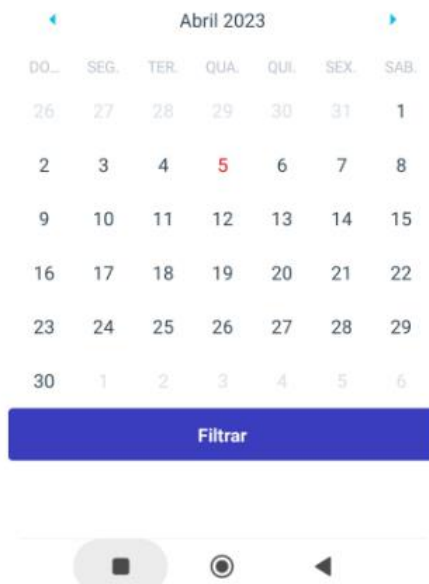 Abril 2023
DO... SEG. TER. QUA. QUI. SEX. SAB.
26 27 28 29 30 31 1
2 3 4 5 6 7 8
9 10 11 12 13 14 15
16 17 18 19 20 21 22
23 24 25 26 27 28 29
30 1 2 3 4 5 6
Filtrar